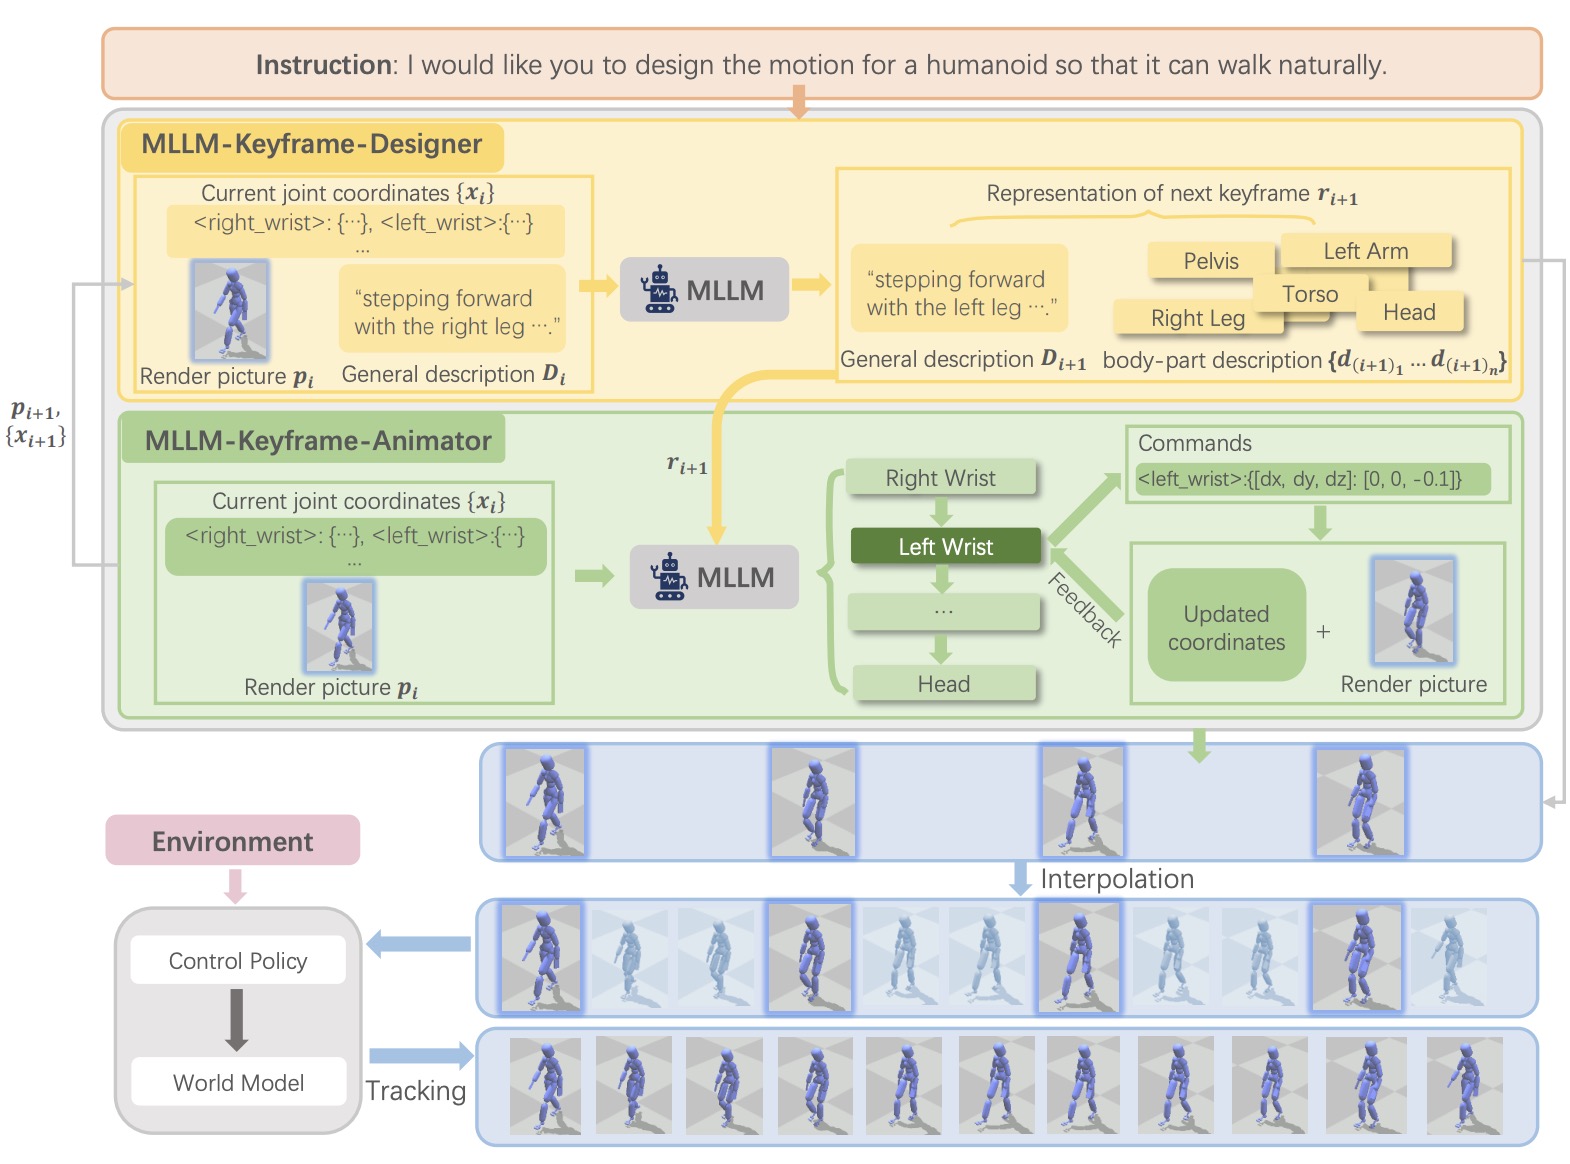 Instruction: I would like you to design the motion for a humanoid so that it can walk naturally.
MLLM-Keyframe-Designer
Current joint coordinates {x_i}
<right_wrist>: {···}, <left_wrist>:{···}
...
"stepping forward
with the right leg ···."
Render picture p_i
General description D_i
MLLM
Representation of next keyframe r_{i+1}
"stepping forward
with the left leg ···."
Pelvis
Left Arm
Torso
Right Leg
Head
General description D_{i+1}
body-part description {d_{(i+1)_1} ... d_{(i+1)_n}}
p_{i+1},
{x_{i+1}}
MLLM-Keyframe-Animator
r_{i+1}
Current joint coordinates {x_i}
<right_wrist>: {···}, <left_wrist>:{···}
...
Render picture p_i
MLLM
Right Wrist
Left Wrist
...
Head
Commands
<left_wrist>:{[dx, dy, dz]: [0, 0, -0.1]}
Feedback
Updated
coordinates
+
Render picture
Interpolation
Environment
Control Policy
World Model
Tracking